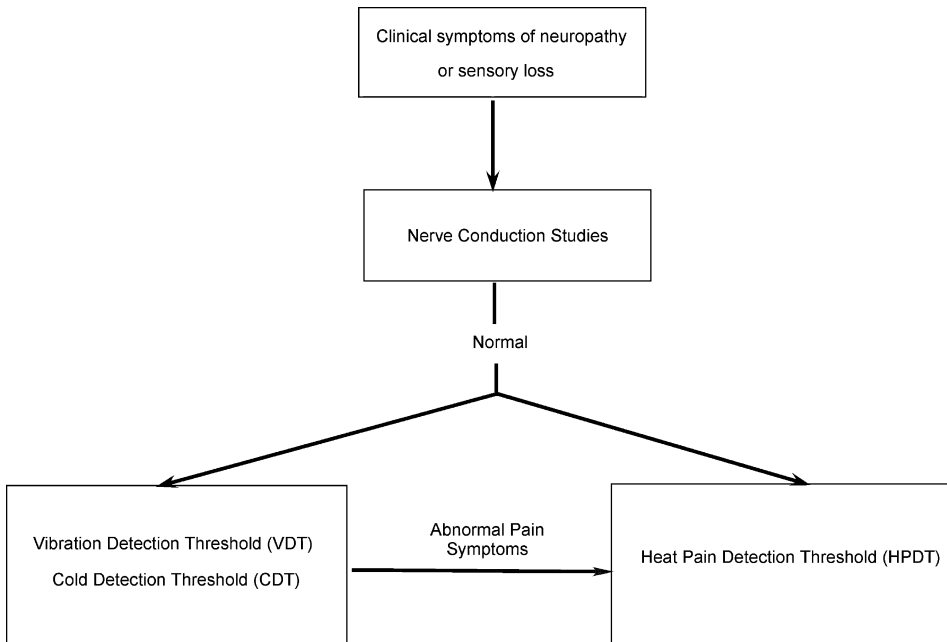 Clinical symptoms of neuropathy
or sensory loss
Nerve Conduction Studies
Normal
Vibration Detection Threshold (VDT)
Cold Detection Threshold (CDT)
Abnormal Pain
Symptoms
Heat Pain Detection Threshold (HPDT)